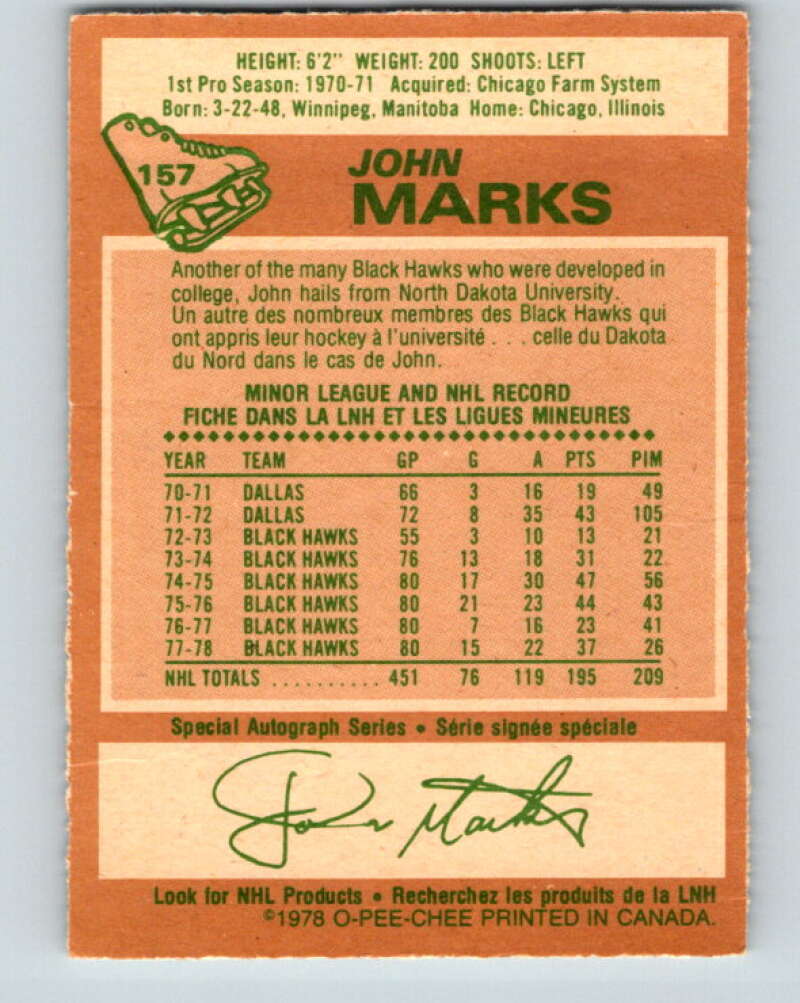 HEIGHT: 6'2" WEIGHT: 200 SHOOTS: LEFT
1st Pro Season: 1970-71 Acquired: Chicago Farm System
Born: 3-22-48, Winnipeg, Manitoba Home: Chicago, Illinois
157
JOHN
MARKS
Another of the many Black Hawks who were developed in
college, John hails from North Dakota University.
Un autre des nombreux membres des Black Hawks qui
ont appris leur hockey à l'université . . . celle du Dakota
du Nord dans le cas de John.
MINOR LEAGUE AND NHL RECORD
FICHE DANS LA LNH ET LES LIGUES MINEURES
YEAR TEAM GP G A PTS PIM
70-71 DALLAS 66 3 16 19 49
71-72 DALLAS 72 8 35 43 105
72-73 BLACK HAWKS 55 3 10 13 21
73-74 BLACK HAWKS 76 13 18 31 22
74-75 BLACK HAWKS 80 17 30 47 56
75-76 BLACK HAWKS 80 21 23 44 43
76-77 BLACK HAWKS 80 7 16 23 41
77-78 BLACK HAWKS 80 15 22 37 26
NHL TOTALS .......... 451 76 119 195 209
Special Autograph Series • Série signée spéciale
John Marks
Look for NHL Products • Recherchez les produits de la LNH
©1978 O-PEE-CHEE PRINTED IN CANADA.